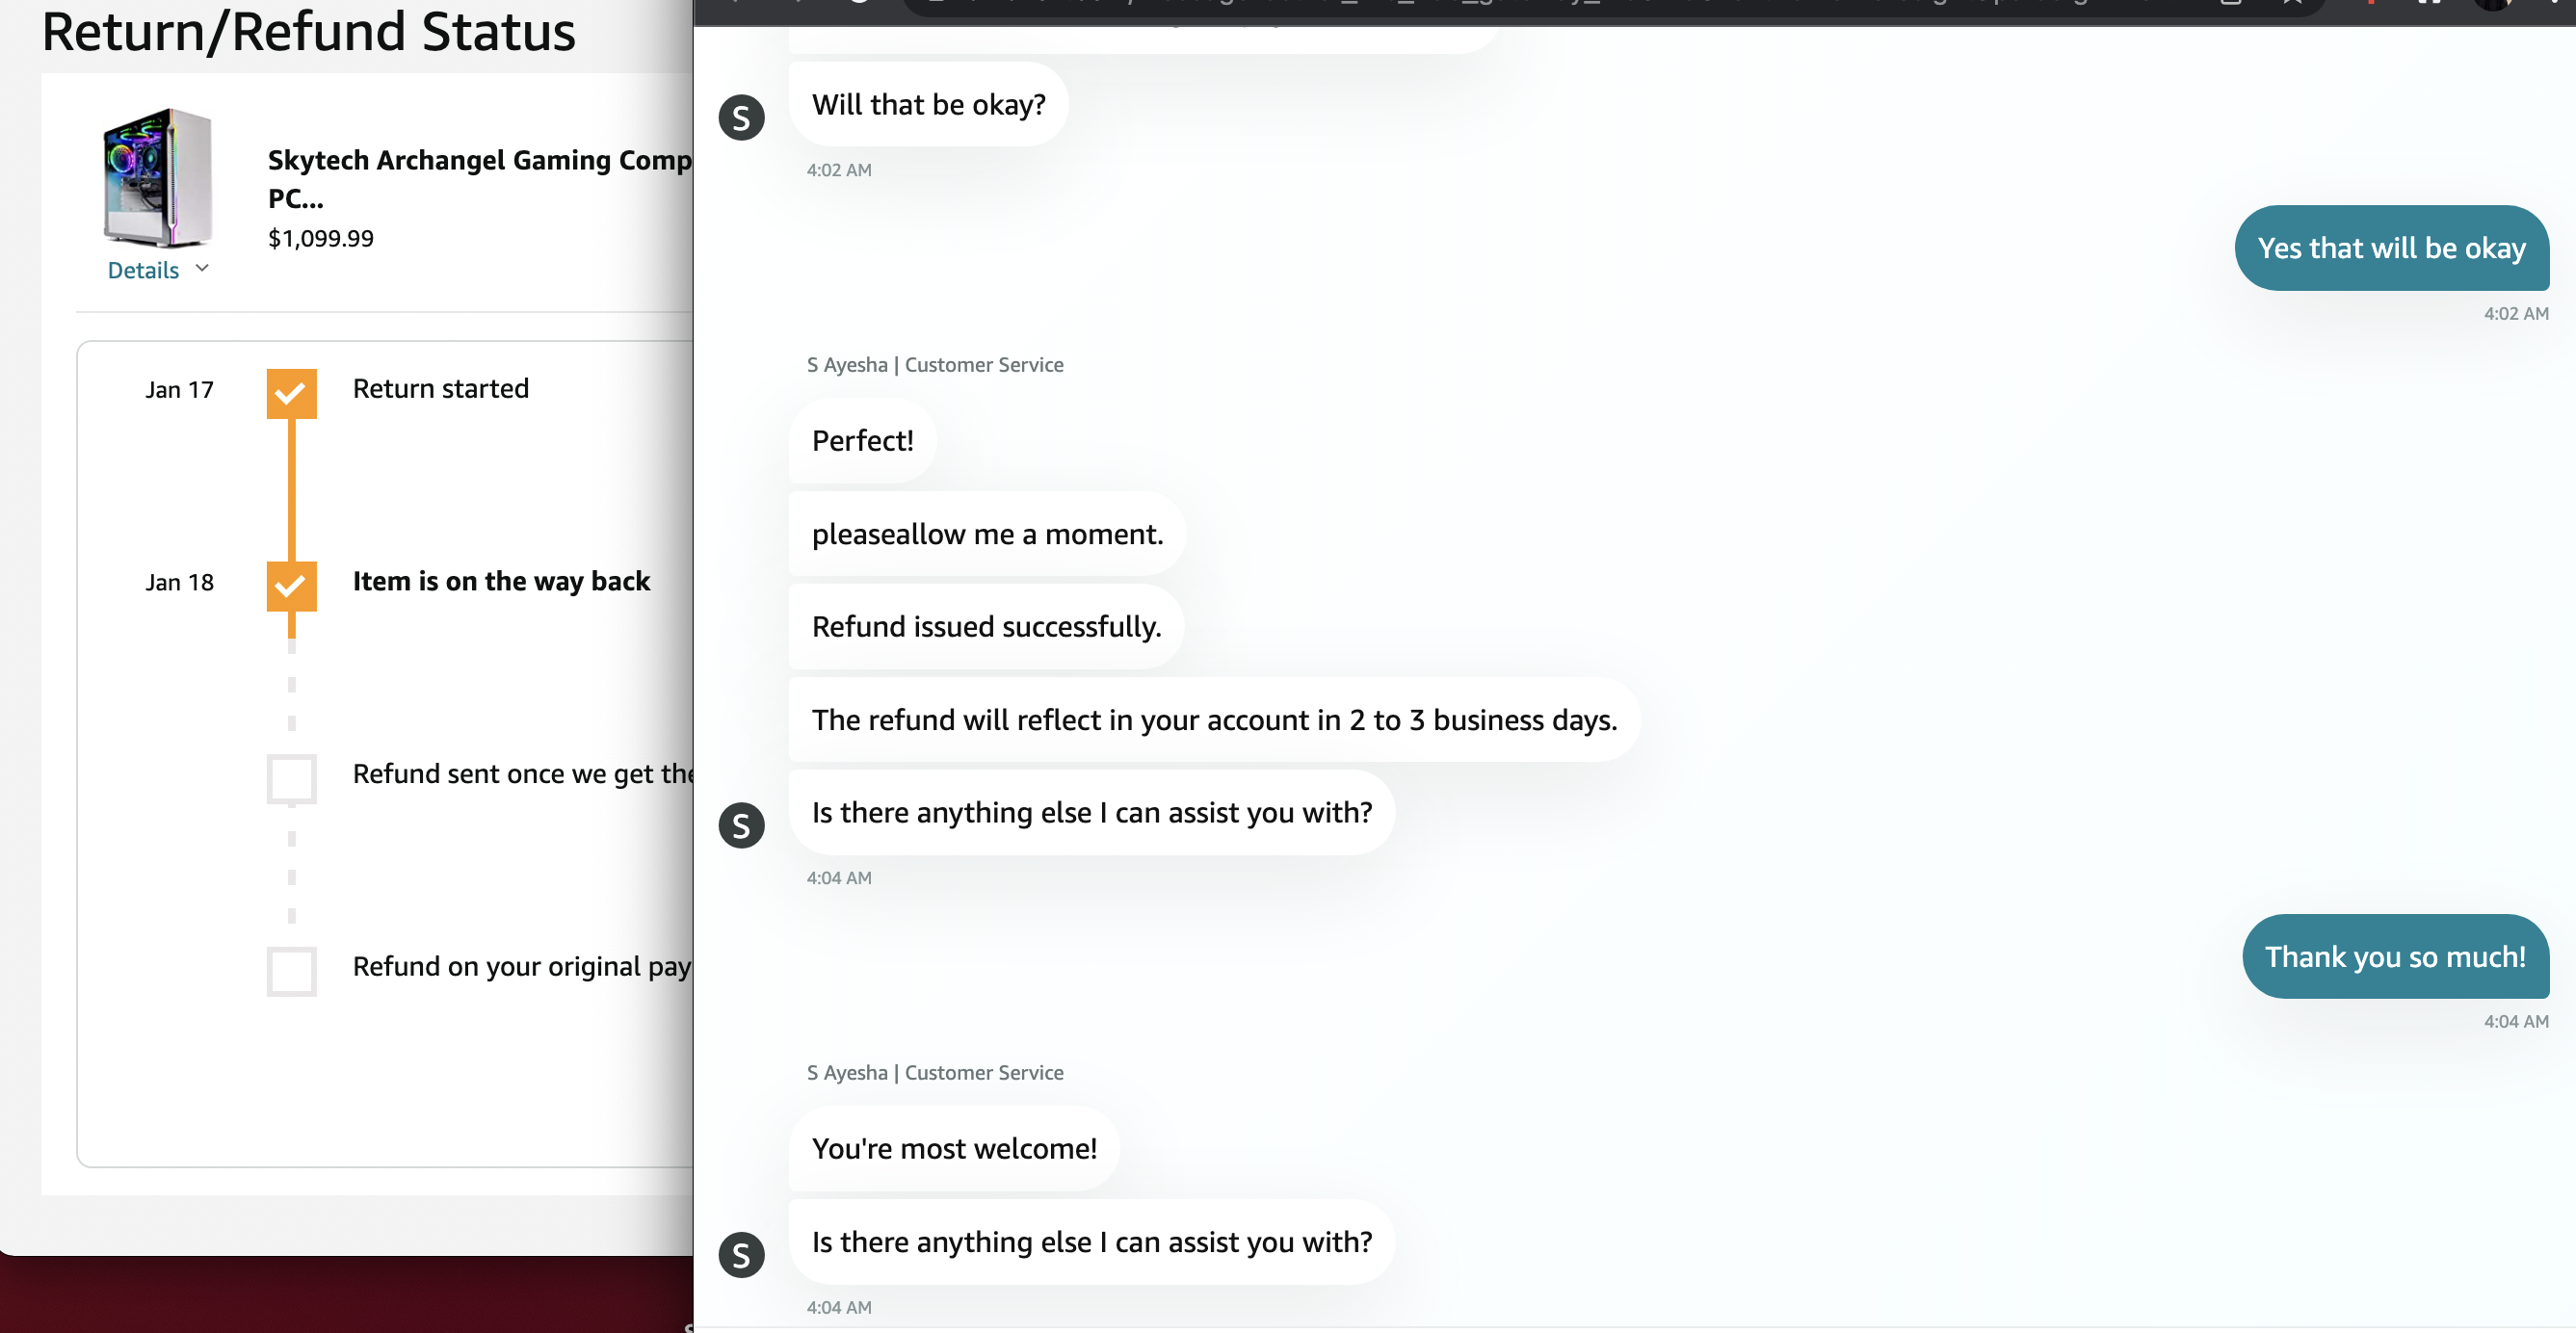 Return/Refund Status
Skytech Archangel Gaming Comp
PC...
$1,099.99
Details
Jan 17
Return started
Jan 18
Item is on the way back
Refund sent once we get the
Refund on your original pay
S
Will that be okay?
4:02 AM
Yes that will be okay
4:02 AM
S Ayesha | Customer Service
Perfect!
pleaseallow me a moment.
Refund issued successfully.
The refund will reflect in your account in 2 to 3 business days.
S
Is there anything else I can assist you with?
4:04 AM
Thank you so much!
4:04 AM
S Ayesha | Customer Service
You're most welcome!
S
Is there anything else I can assist you with?
4:04 AM